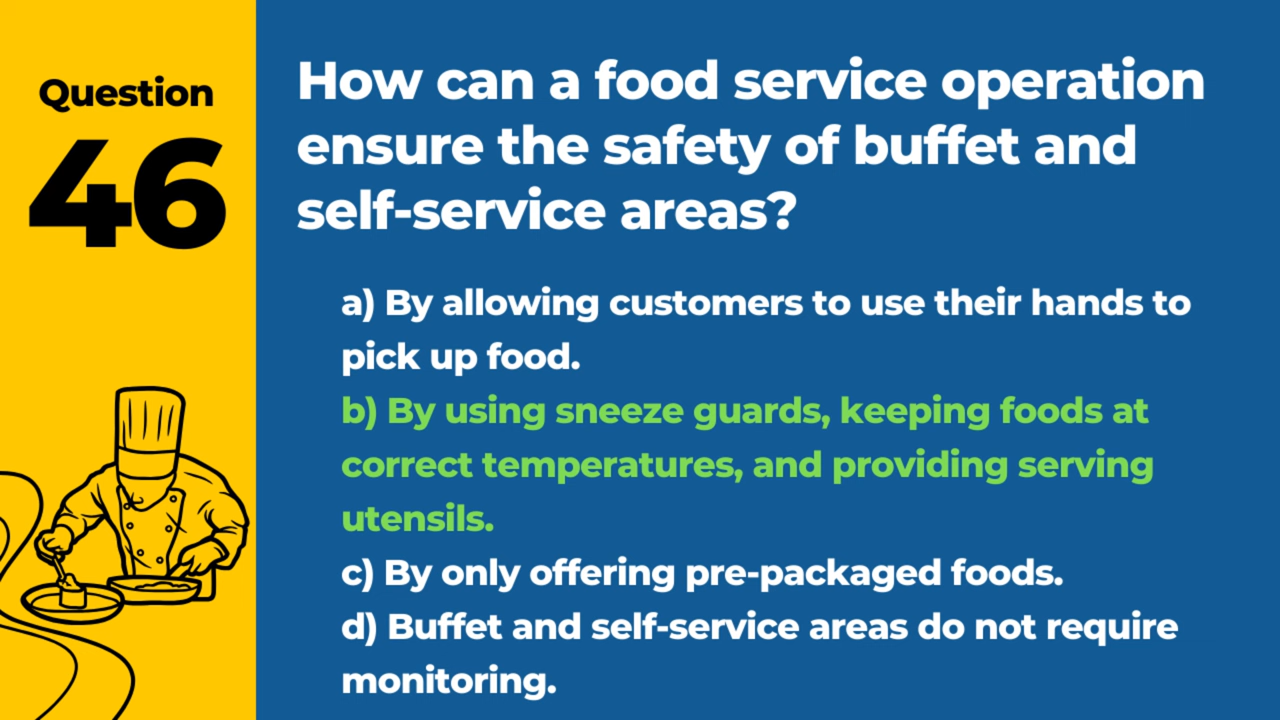 Question
46
How can a food service operation
ensure the safety of buffet and
self-service areas?
a) By allowing customers to use their hands to
pick up food.
b) By using sneeze guards, keeping foods at
correct temperatures, and providing serving
utensils.
c) By only offering pre-packaged foods.
d) Buffet and self-service areas do not require
monitoring.